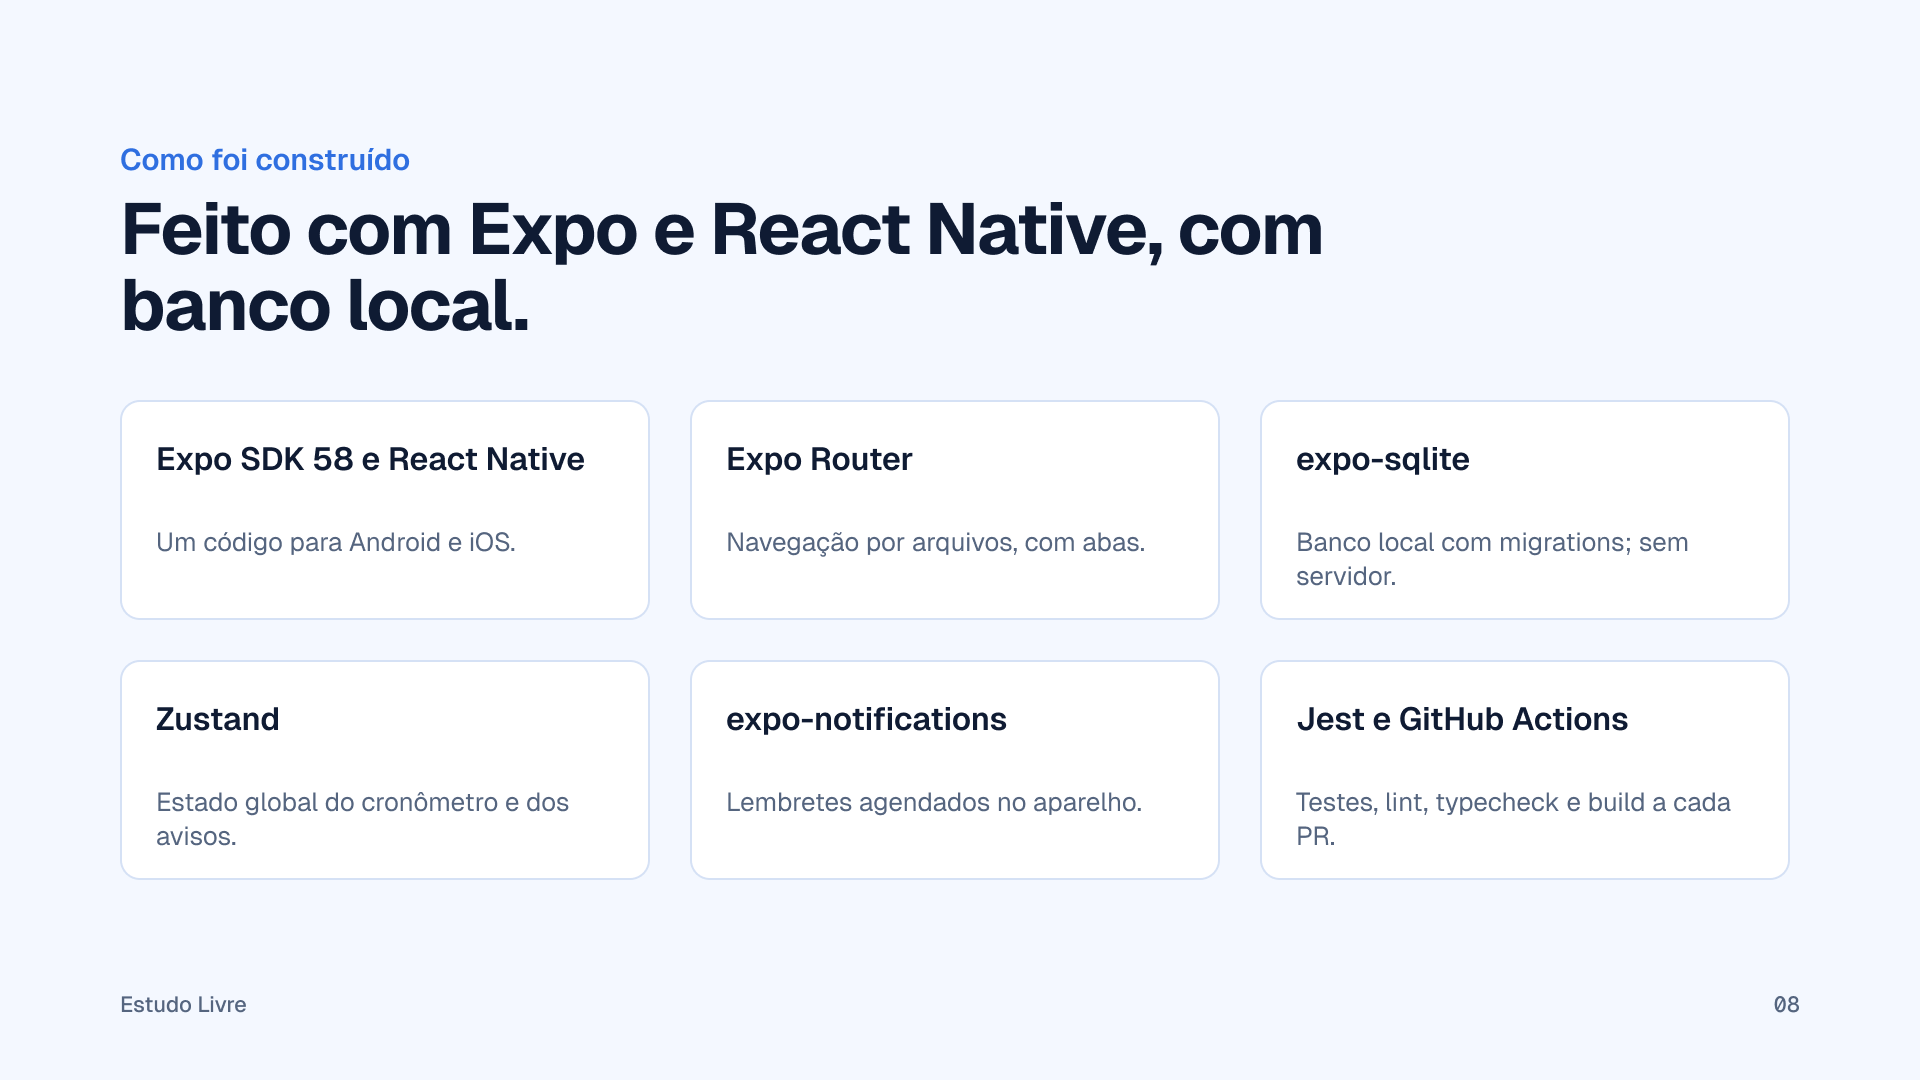 Como foi construído
Feito com Expo e React Native, com
banco local.
Expo SDK 58 e React Native
Um código para Android e iOS.
Expo Router
Navegação por arquivos, com abas.
expo-sqlite
Banco local com migrations; sem
servidor.
Zustand
Estado global do cronômetro e dos
avisos.
expo-notifications
Lembretes agendados no aparelho.
Jest e GitHub Actions
Testes, lint, typecheck e build a cada
PR.
Estudo Livre
08